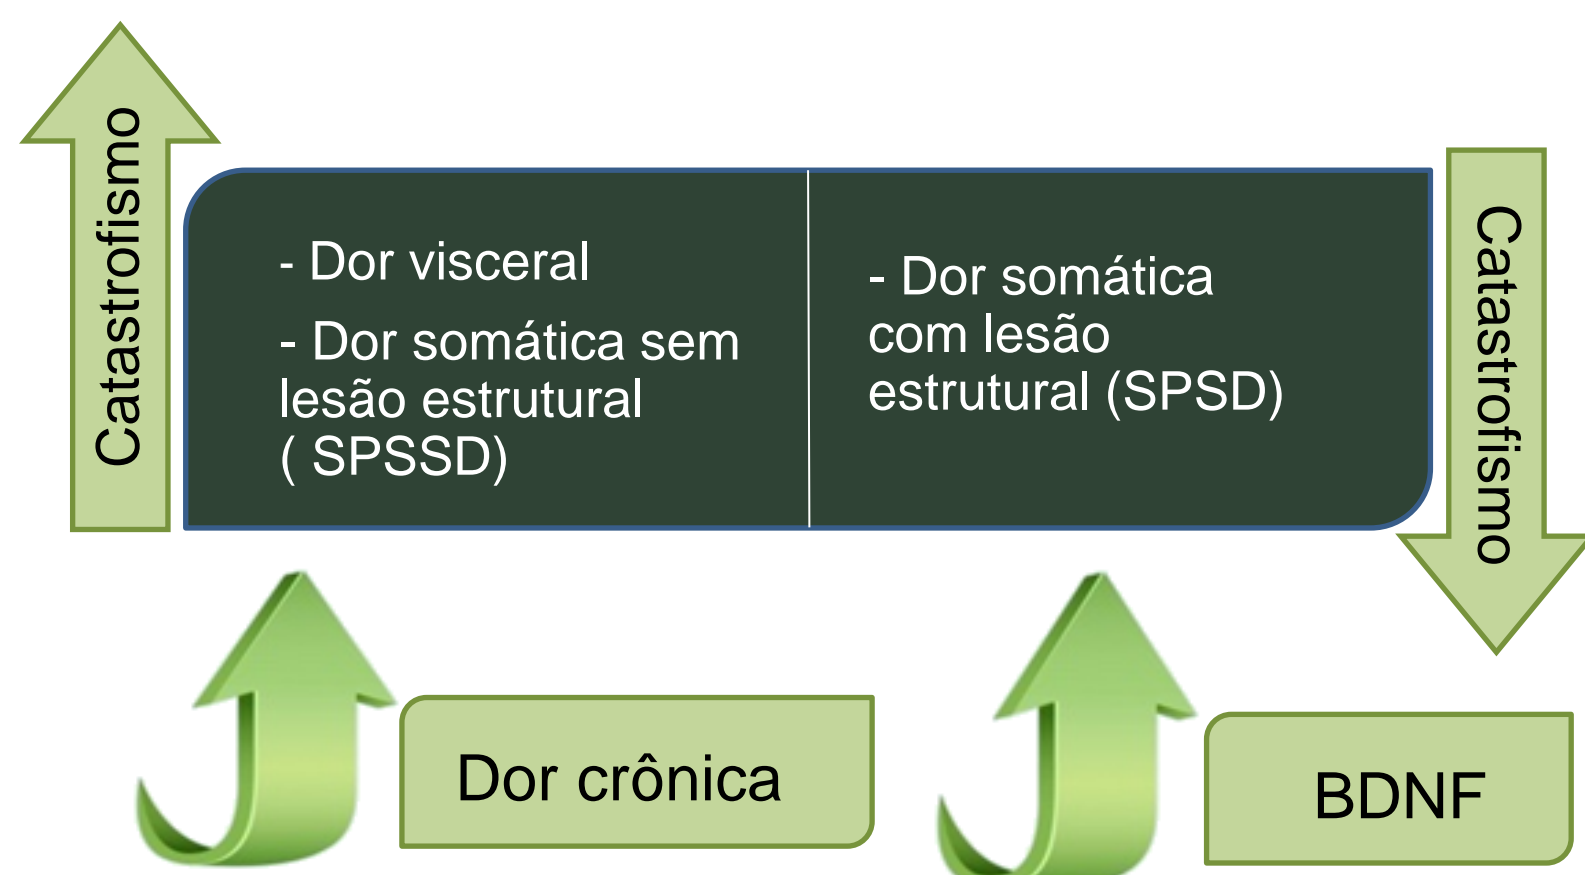 Catastrofismo
- Dor visceral
- Dor somática sem
lesão estrutural
( SPSSD)
- Dor somática
com lesão
estrutural (SPSD)
Catastrofismo
Dor crônica
BDNF